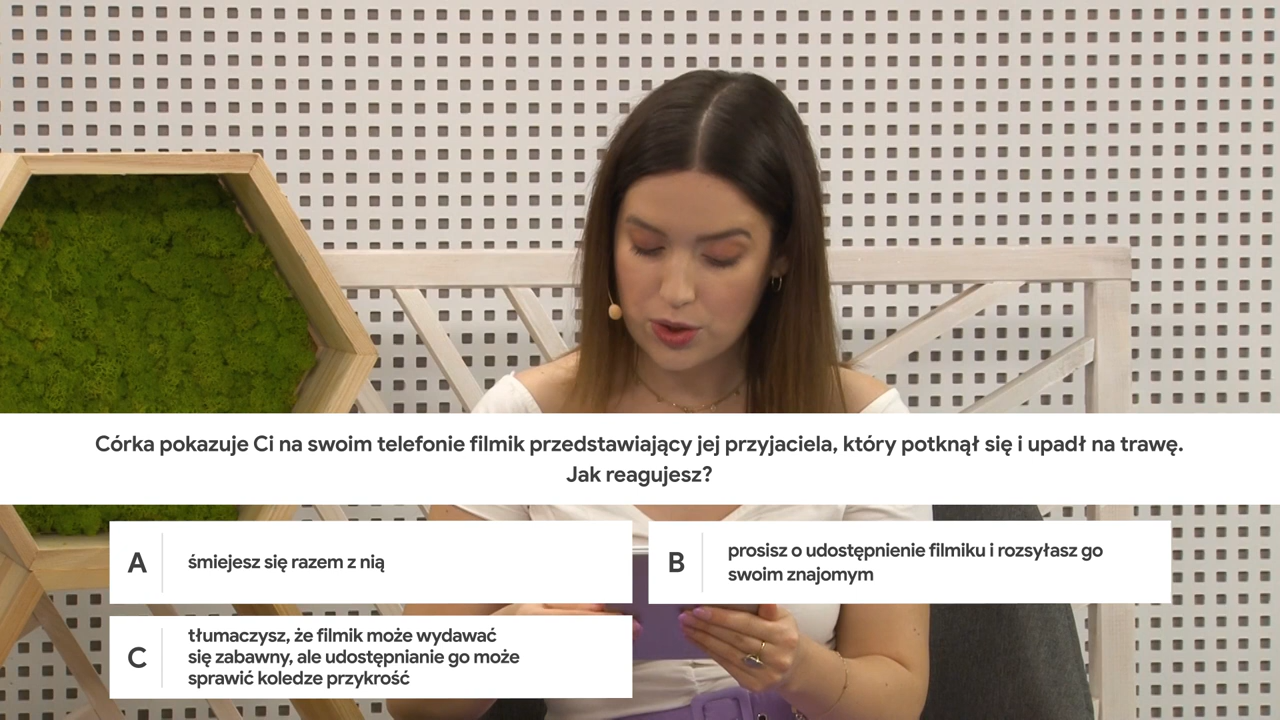 Córka pokazuje Ci na swoim telefonie filmik przedstawiający jej przyjaciela, który potknął się i upadł na trawę.
Jak reagujesz?
A
śmiejesz się razem z nią
B
prosisz o udostępnienie filmiku i rozsyłasz go
swoim znajomym
C
tłumaczysz, że filmik może wydawać
się zabawny, ale udostępnianie go może
sprawić koledze przykrość